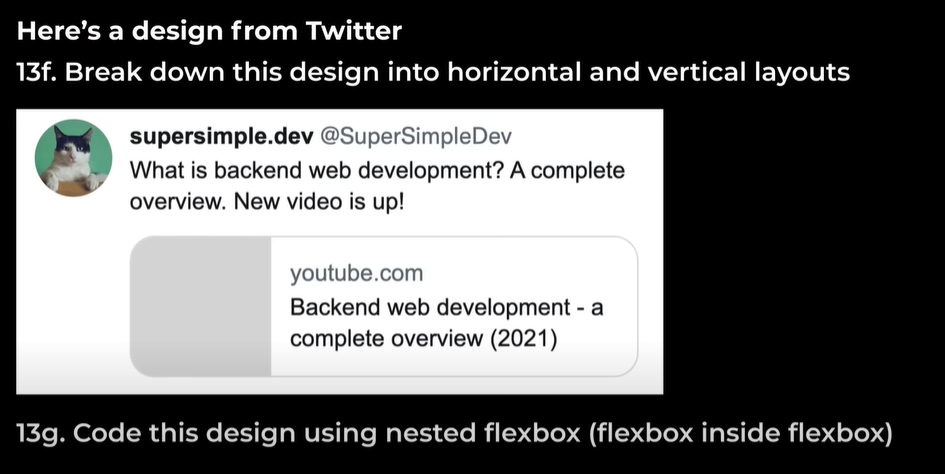 Here’s a design from Twitter
13f. Break down this design into horizontal and vertical layouts
supersimple.dev @SuperSimpleDev
What is backend web development? A complete
overview. New video is up!
youtube.com
Backend web development - a
complete overview (2021)
13g. Code this design using nested flexbox (flexbox inside flexbox)